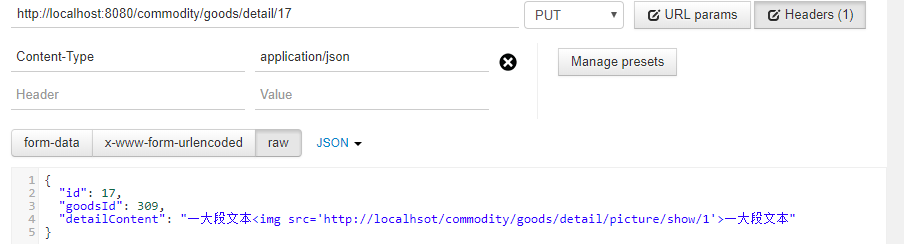 http://localhost:8080/commodity/goods/detail/17 PUT URL params Headers (1)
Content-Type application/json Manage presets
Header Value
form-data x-www-form-urlencoded raw JSON
1 {
2 "id": 17,
3 "goodsId": 309,
4 "detailContent": "一大段文本<img src='http://localhsot/commodity/goods/detail/picture/show/1'>一大段文本"
5 }